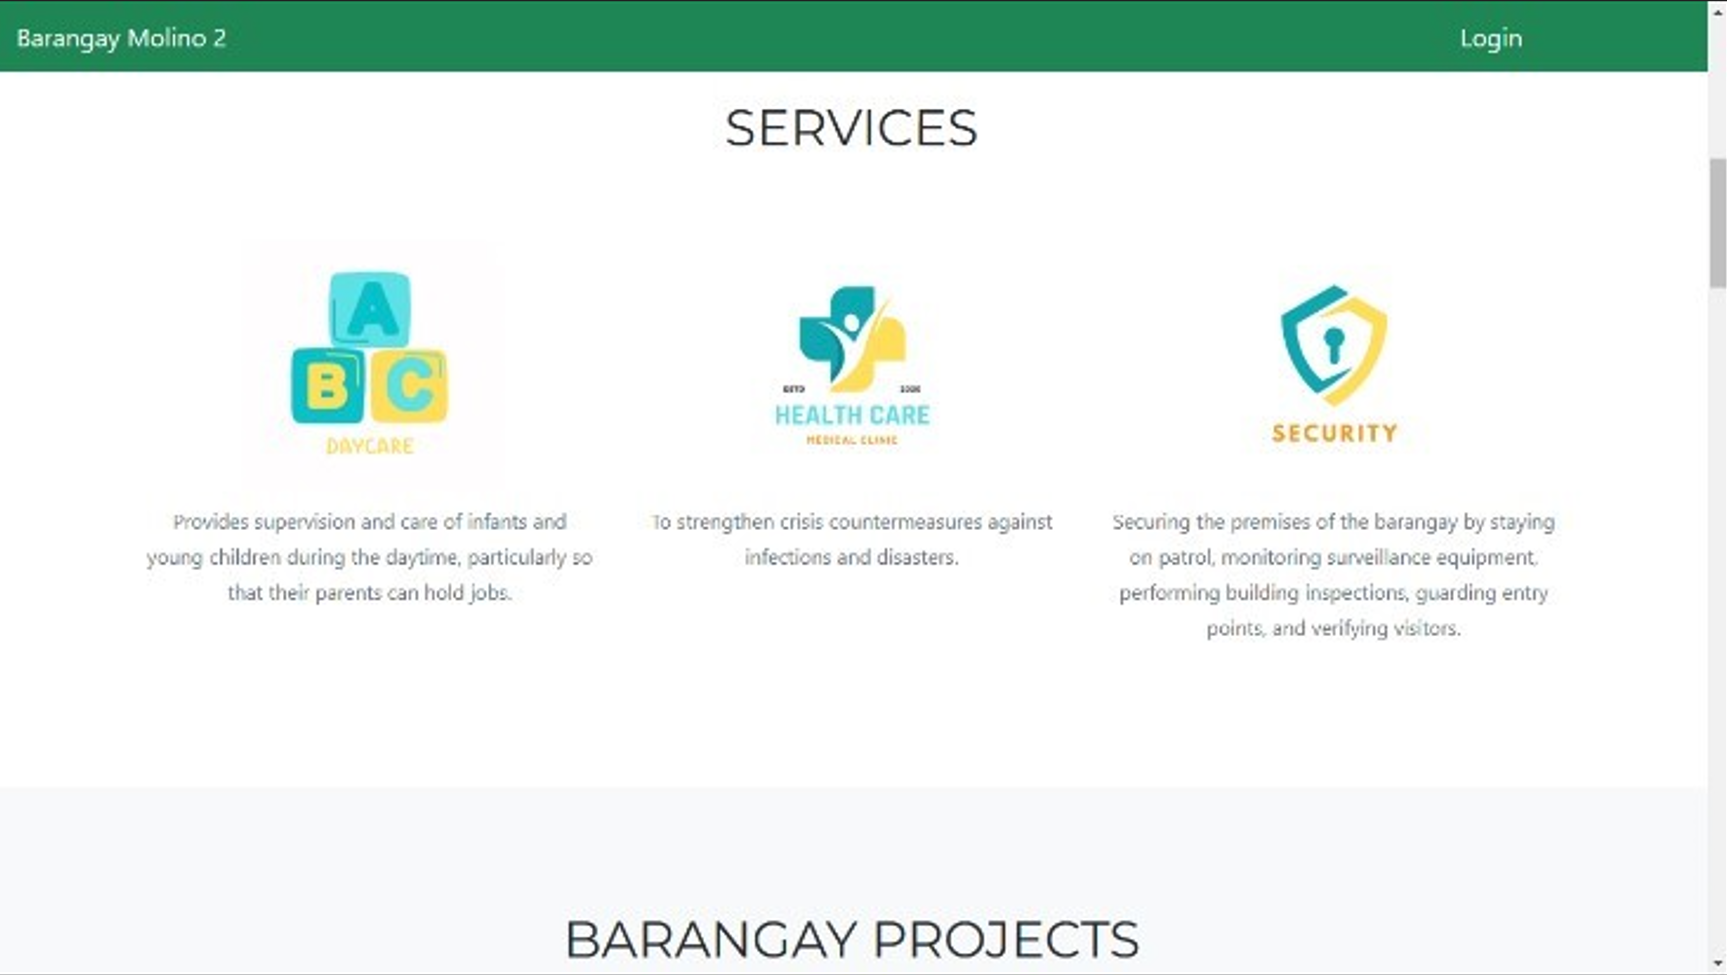 Barangay Molino 2
Login
SERVICES
A
B C
DAYCARE
ESTD
HEALTH CARE
MEDICAL CLINIC
SECURITY
Provides supervision and care of infants and
young children during the daytime, particularly so
that their parents can hold jobs.
To strengthen crisis countermeasures against
infections and disasters.
Securing the premises of the barangay by staying
on patrol, monitoring surveillance equipment,
performing building inspections, guarding entry
points, and verifying visitors.
BARANGAY PROJECTS